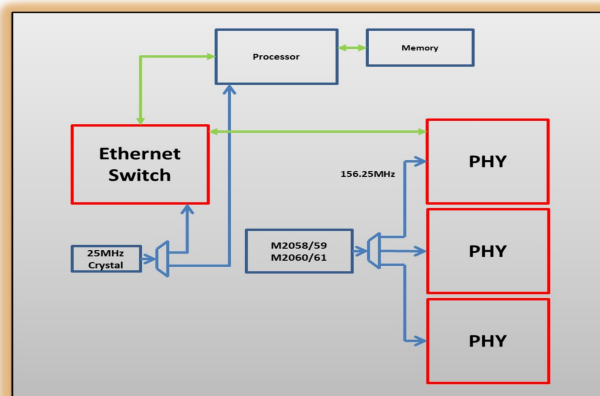 Processor
Memory
Ethernet
Switch
PHY
156.25MHz
25MHz
Crystal
M2058/59
M2060/61
PHY
PHY